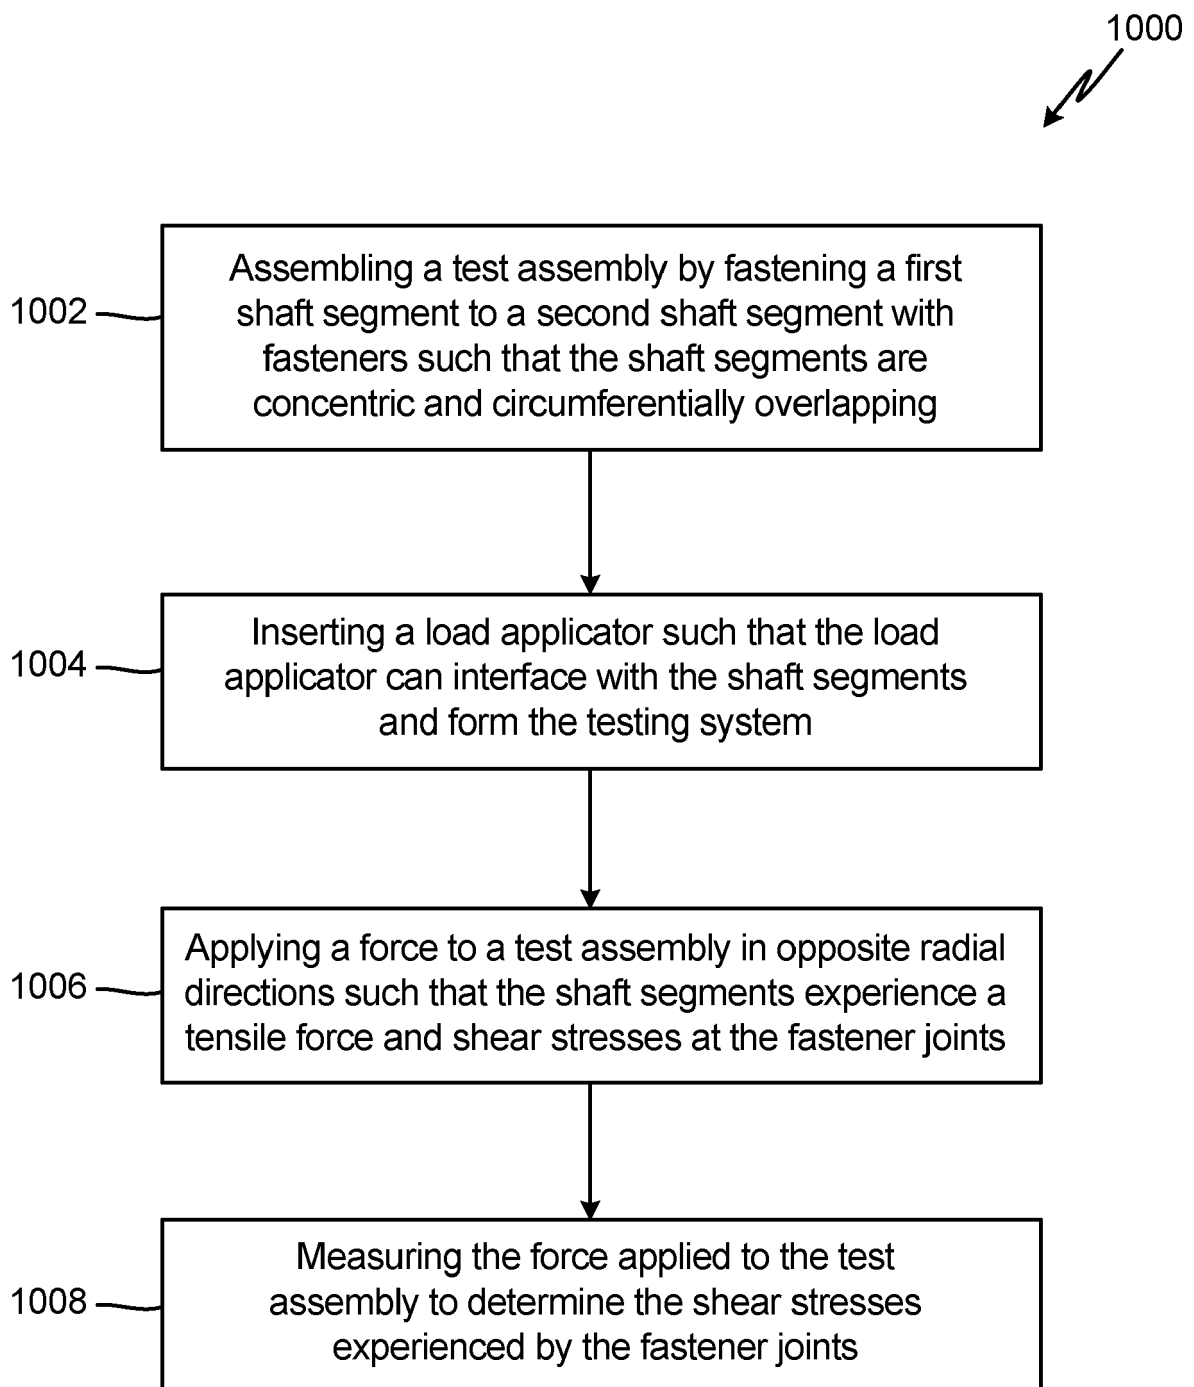 1000
1002
Assembling a test assembly by fastening a first
shaft segment to a second shaft segment with
fasteners such that the shaft segments are
concentric and circumferentially overlapping
1004
Inserting a load applicator such that the load
applicator can interface with the shaft segments
and form the testing system
1006
Applying a force to a test assembly in opposite radial
directions such that the shaft segments experience a
tensile force and shear stresses at the fastener joints
1008
Measuring the force applied to the test
assembly to determine the shear stresses
experienced by the fastener joints